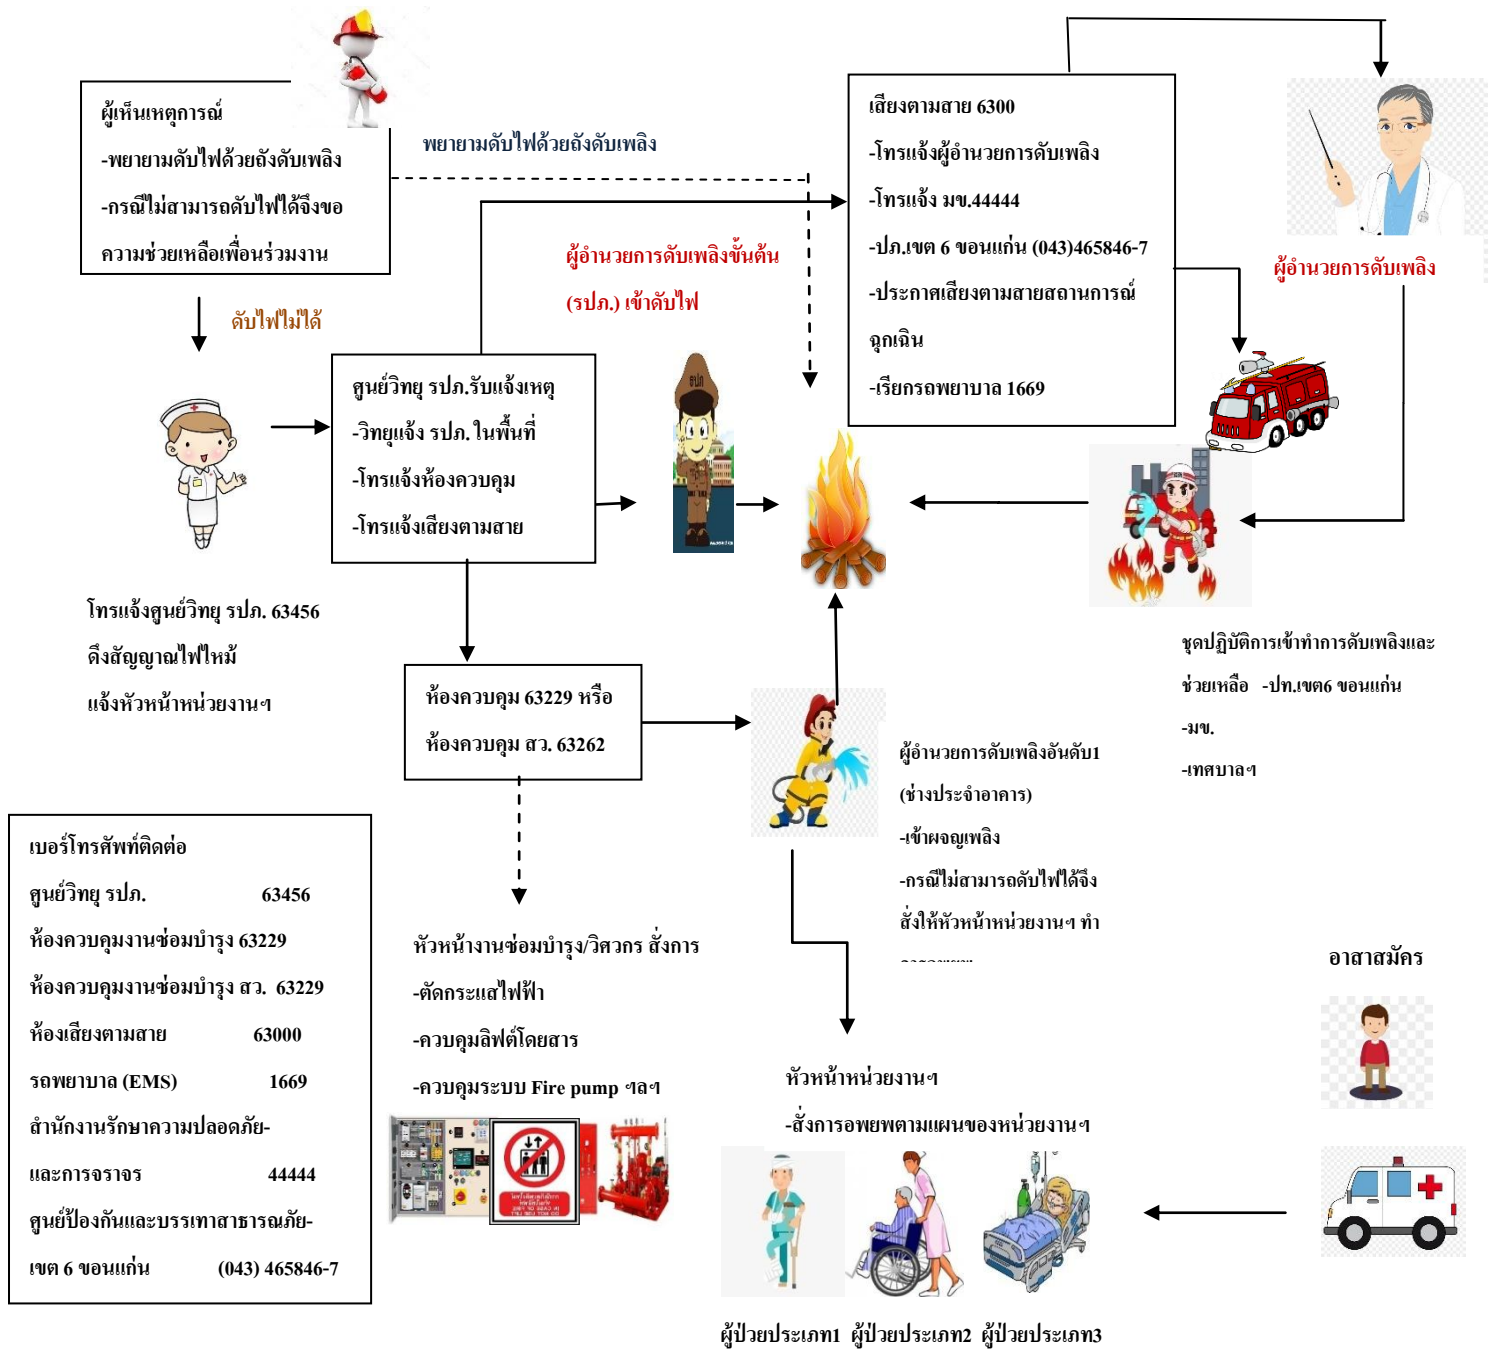 ผู้เห็นเหตุการณ์
-พยายามดับไฟด้วยถังดับเพลิง
-กรณีไม่สามารถดับไฟได้จึงขอ
ความช่วยเหลือเพื่อนร่วมงาน
พยายามดับไฟด้วยถังดับเพลิง
เสียงตามสาย 6300
-โทรแจ้งผู้อำนวยการดับเพลิง
-โทรแจ้ง มข.44444
-ปภ.เขต 6 ขอนแก่น (043)465846-7
-ประกาศเสียงตามสายสถานการณ์
ฉุกเฉิน
-เรียกรถพยาบาล 1669
ผู้อำนวยการดับเพลิง
ผู้อำนวยการดับเพลิงขั้นต้น
(รปภ.) เข้าดับไฟ
ดับไฟไม่ได้
ศูนย์วิทยุ รปภ.รับแจ้งเหตุ
-วิทยุแจ้ง รปภ. ในพื้นที่
-โทรแจ้งห้องควบคุม
-โทรแจ้งเสียงตามสาย
รปภ
โทรแจ้งศูนย์วิทยุ รปภ. 63456
ดึงสัญญาณไฟไหม้
แจ้งหัวหน้าหน่วยงานฯ
ห้องควบคุม 63229 หรือ
ห้องควบคุม สว. 63262
ชุดปฏิบัติการเข้าทำการดับเพลิงและ
ช่วยเหลือ -ปท.เขต6 ขอนแก่น
-มข.
-เทศบาลฯ
ผู้อำนวยการดับเพลิงอันดับ1
(ช่างประจำอาคาร)
-เข้าผจญเพลิง
-กรณีไม่สามารถดับไฟได้จึง
สั่งให้หัวหน้าหน่วยงานฯ ทำ
เบอร์โทรศัพท์ติดต่อ
ศูนย์วิทยุ รปภ. 63456
ห้องควบคุมงานซ่อมบำรุง 63229
ห้องควบคุมงานซ่อมบำรุง สว. 63229
ห้องเสียงตามสาย 63000
รถพยาบาล (EMS) 1669
สำนักงานรักษาความปลอดภัย-
และการจราจร 44444
ศูนย์ป้องกันและบรรเทาสาธารณภัย-
เขต 6 ขอนแก่น (043) 465846-7
หัวหน้างานซ่อมบำรุง/วิศวกร สั่งการ
-ตัดกระแสไฟฟ้า
-ควบคุมลิฟต์โดยสาร
-ควบคุมระบบ Fire pump ฯลฯ
หัวหน้าหน่วยงานฯ
-สั่งการอพยพตามแผนของหน่วยงานฯ
อาสาสมัคร
ผู้ป่วยประเภท1 ผู้ป่วยประเภท2 ผู้ป่วยประเภท3